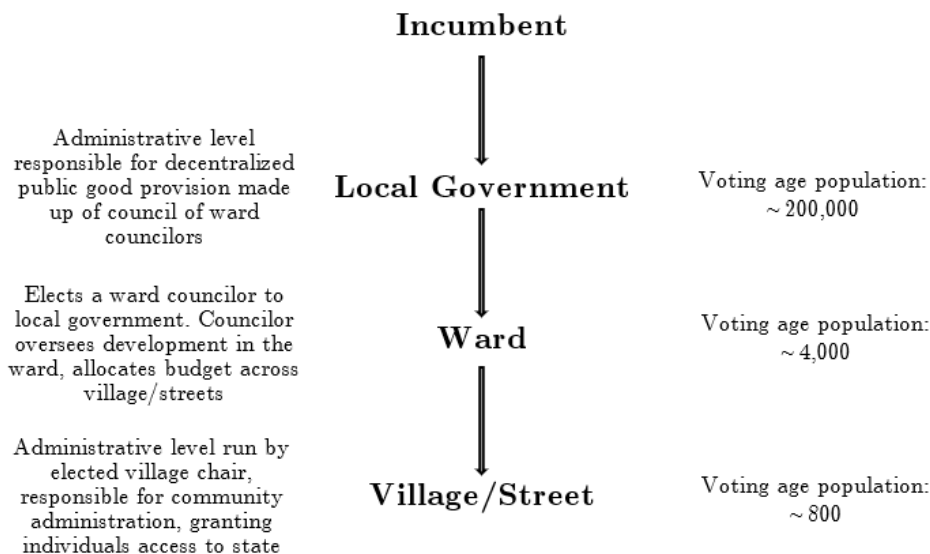 Incumbent
Administrative level
responsible for decentralized
public good provision made
up of council of ward
councilors
Local Government
Voting age population:
~ 200,000
Elects a ward councilor to
local government. Councilor
oversees development in the
ward, allocates budget across
village/streets
Ward
Voting age population:
~ 4,000
Administrative level run by
elected village chair,
responsible for community
administration, granting
individuals access to state
Village/Street
Voting age population:
~ 800